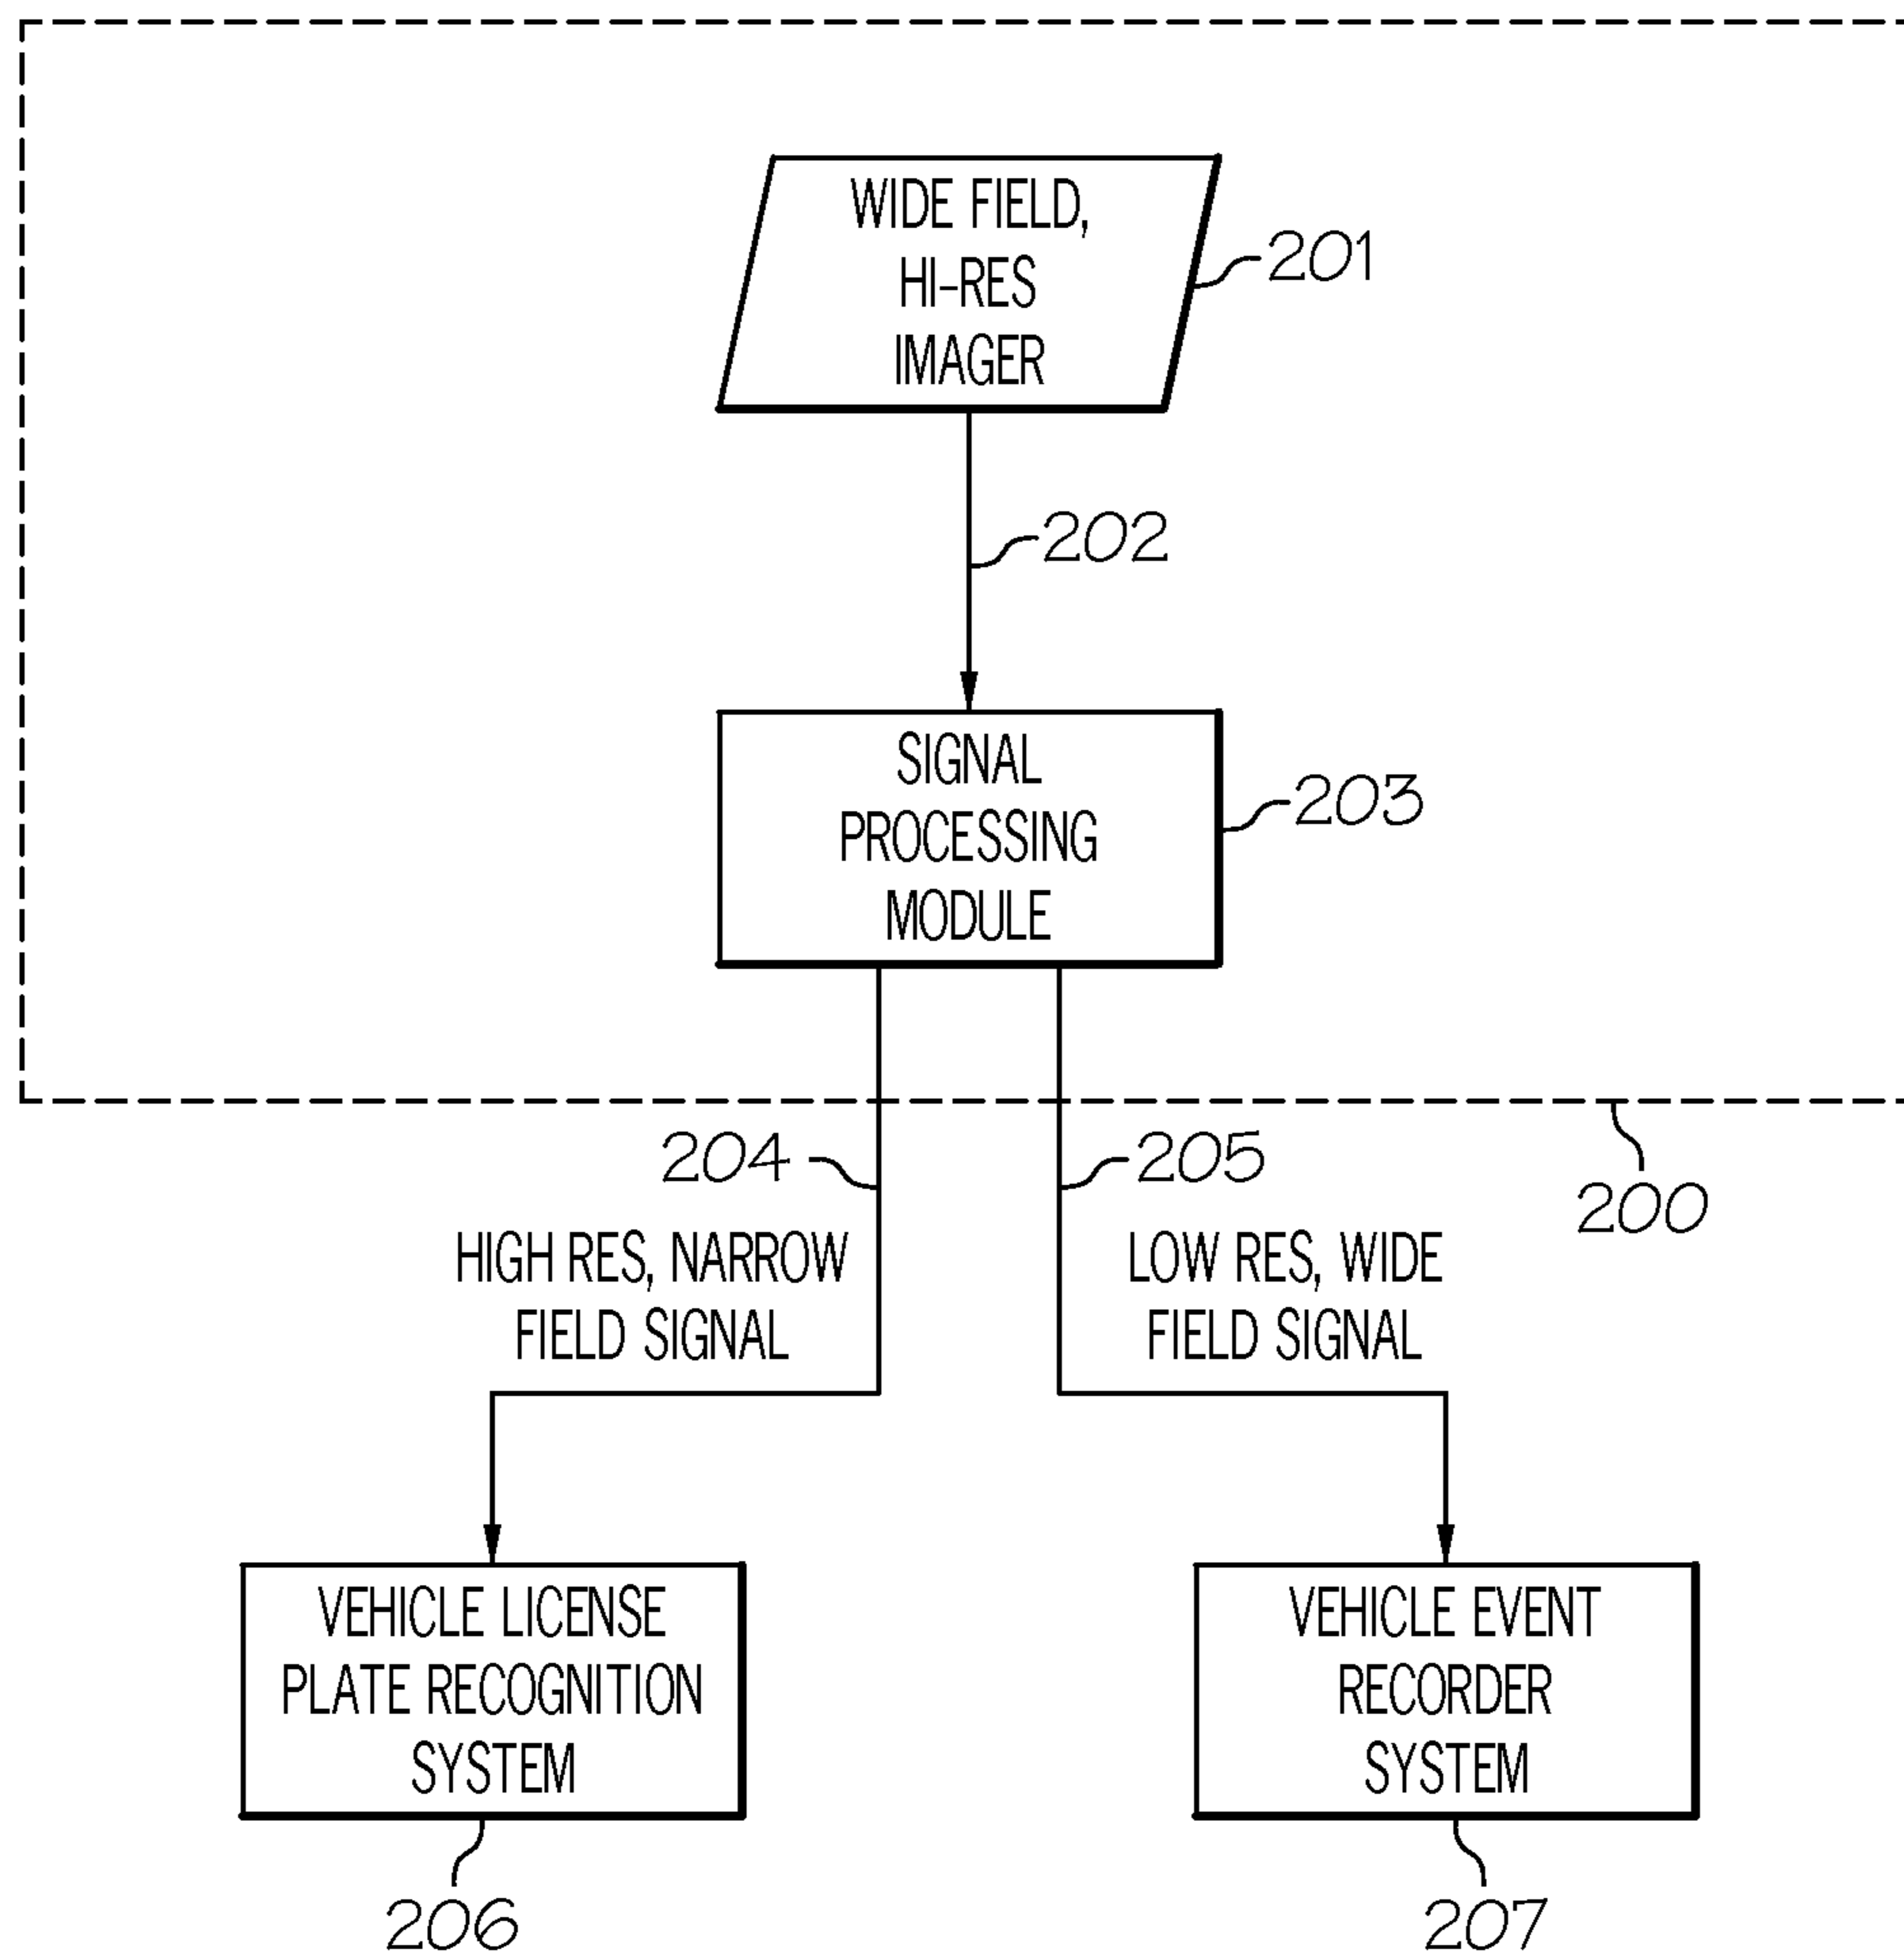 WIDE FIELD,
HI-RES
IMAGER
201
202
SIGNAL
PROCESSING
MODULE
203
204
205
200
HIGH RES, NARROW
FIELD SIGNAL
LOW RES, WIDE
FIELD SIGNAL
VEHICLE LICENSE
PLATE RECOGNITION
SYSTEM
VEHICLE EVENT
RECORDER
SYSTEM
206
207